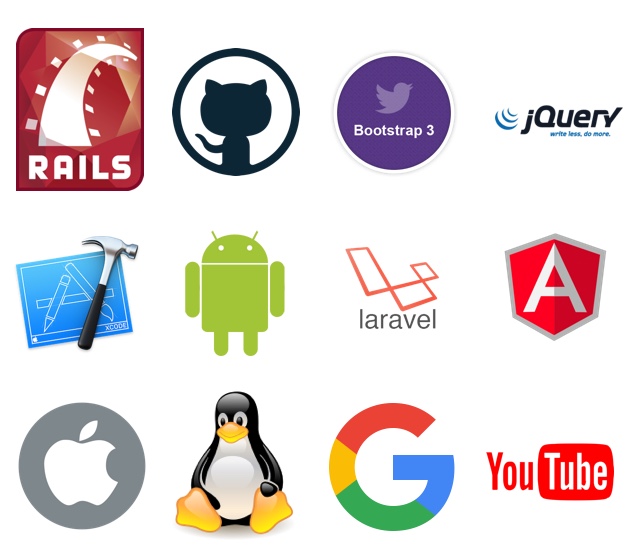 RAILS
Bootstrap 3
jQuery
write less, do more.
XCODE
laravel
A
G
YouTube